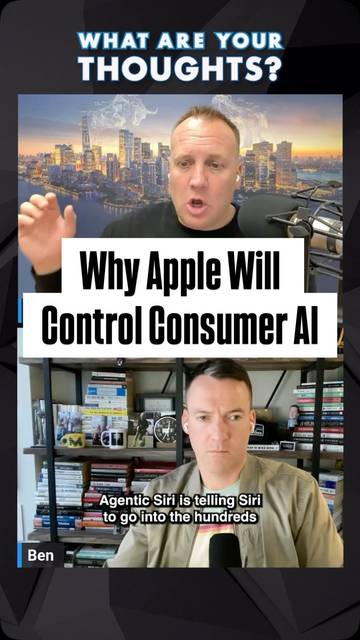 WHAT ARE YOUR
THOUGHTS?
Why Apple Will
Control Consumer AI
Agentic Siri is telling Siri
to go into the hundreds
Ben